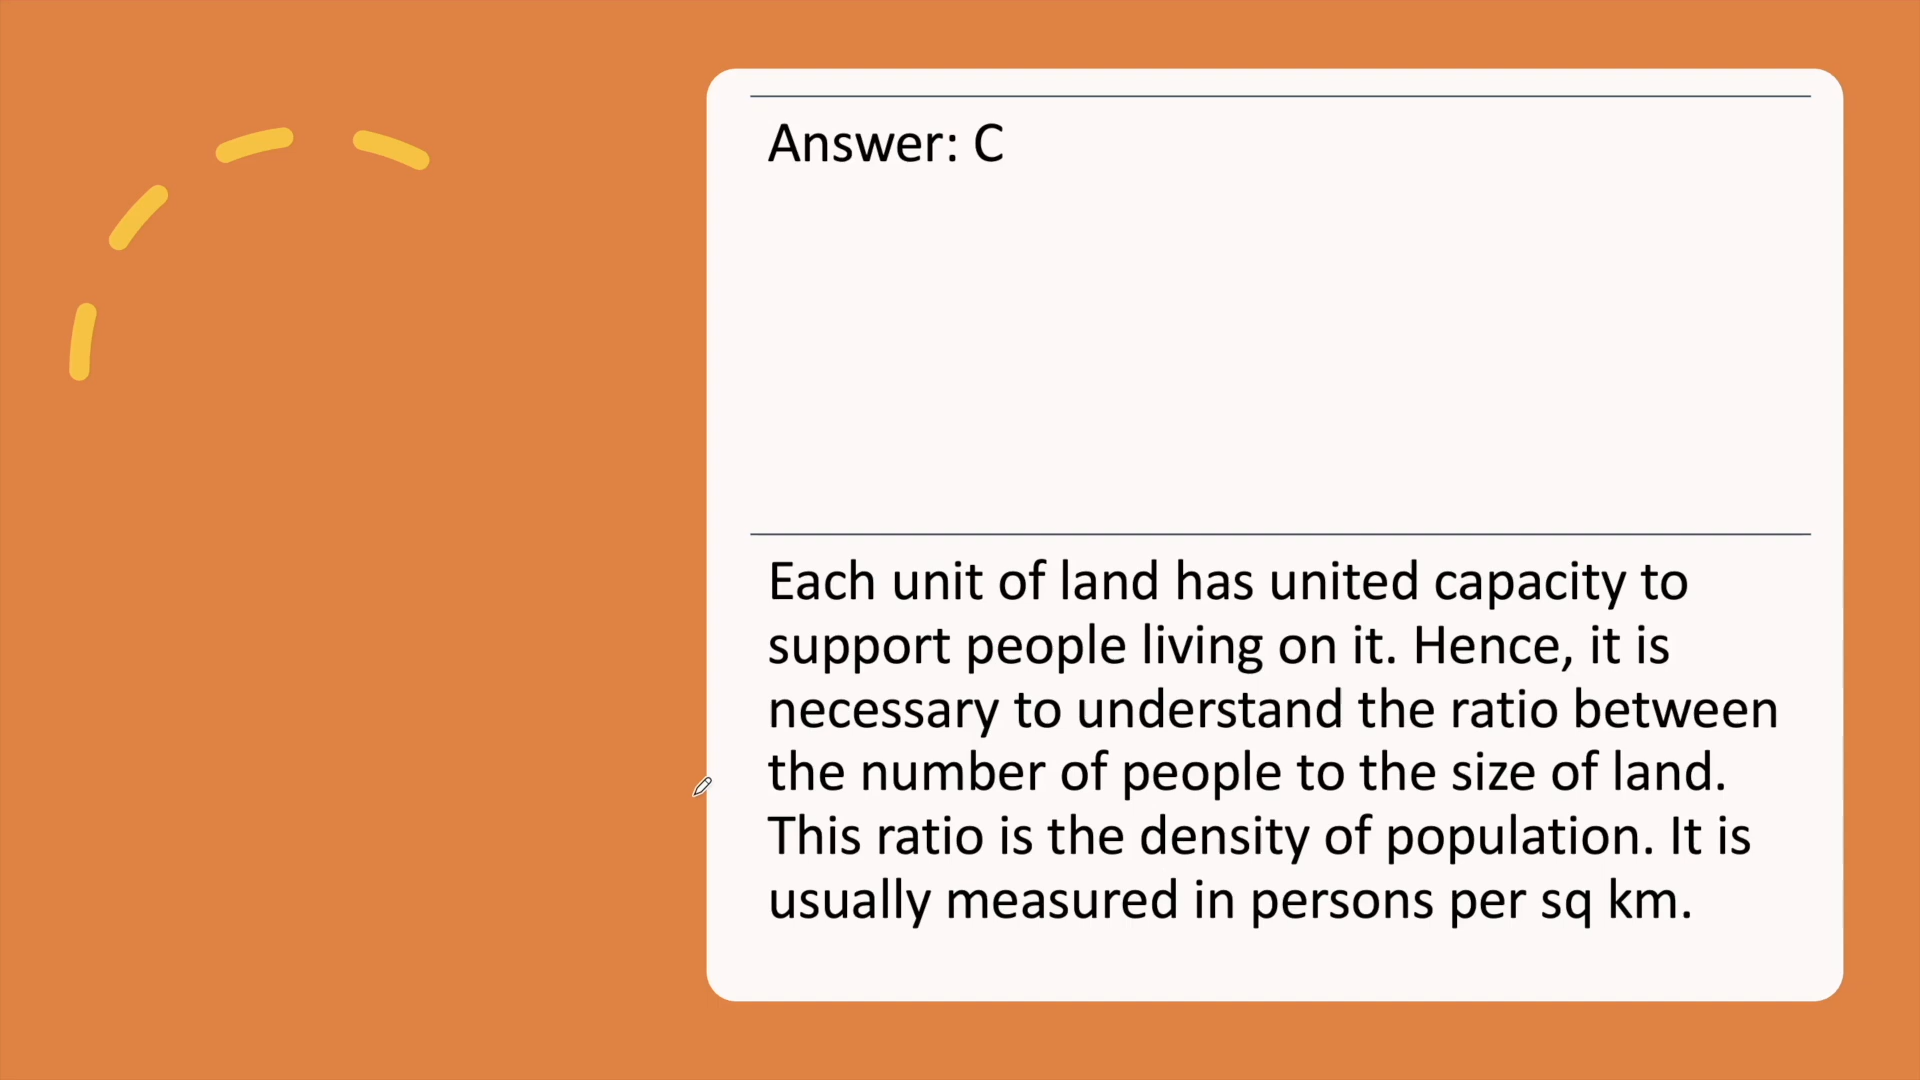 Answer: C
Each unit of land has united capacity to
support people living on it. Hence, it is
necessary to understand the ratio between
the number of people to the size of land.
This ratio is the density of population. It is
usually measured in persons per sq km.